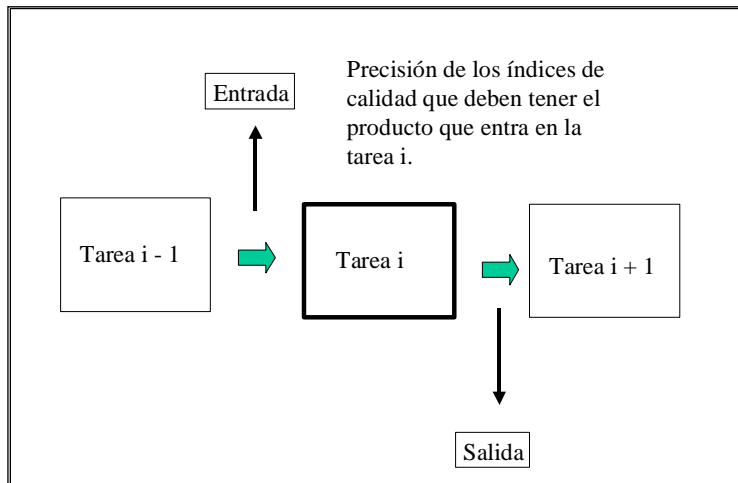 Entrada
Precisión de los índices de
calidad que deben tener el
producto que entra en la
tarea i.
Tarea i - 1
Tarea i
Tarea i + 1
Salida